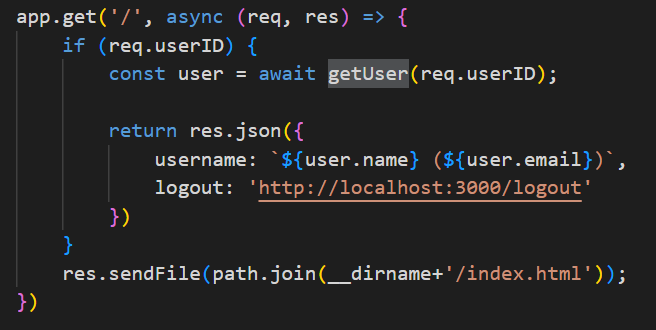 app.get('/', async (req, res) => {
    if (req.userID) {
        const user = await getUser(req.userID);
        return res.json({
            username: `${user.name} (${user.email})`,
            logout: 'http://localhost:3000/logout'
        })
    }
    res.sendFile(path.join(__dirname+'/index.html'));
})